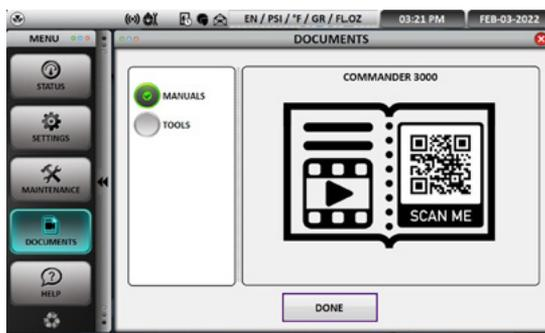 EN / PSI / °F / GR / FL.OZ
03:21 PM
FEB-03-2022
MENU
DOCUMENTS
STATUS
SETTINGS
MAINTENANCE
DOCUMENTS
HELP
MANUALS
TOOLS
COMMANDER 3000
SCAN ME
DONE